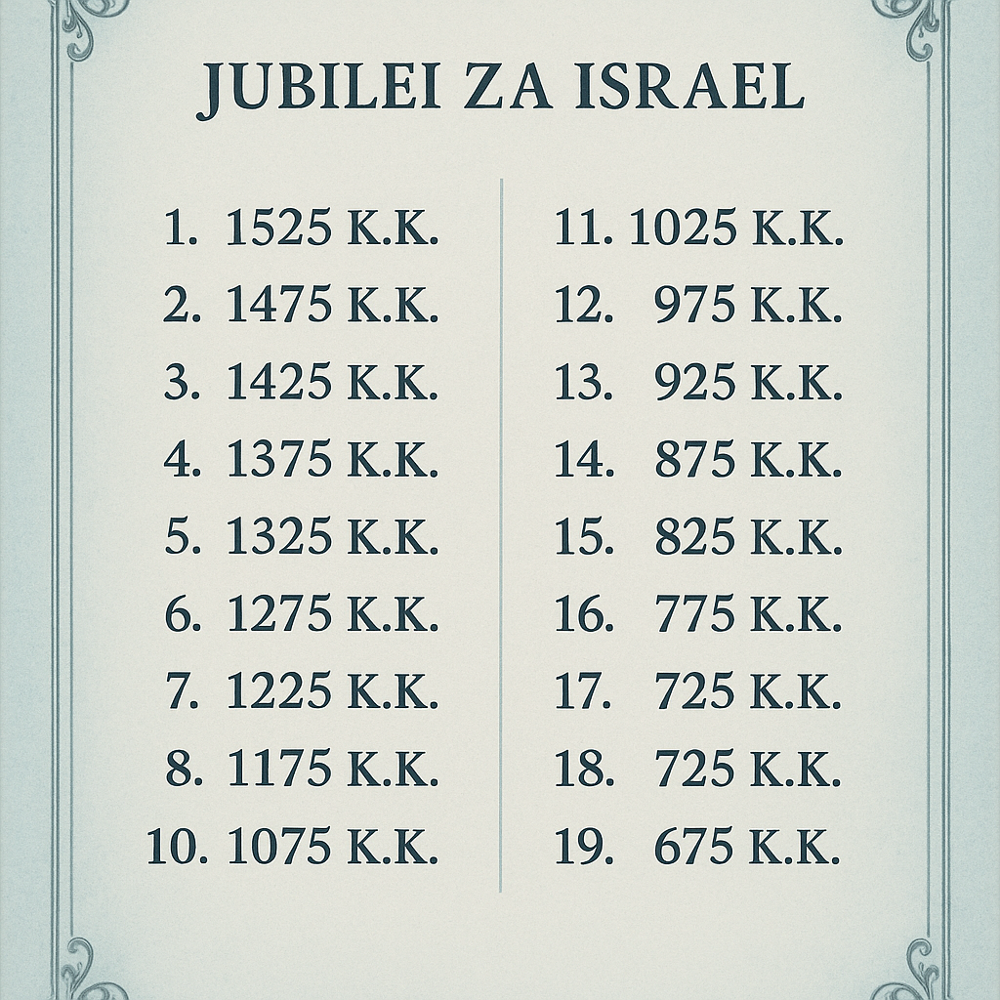 JUBILEI ZA ISRAEL
1. 1525 K.K.
2. 1475 K.K.
3. 1425 K.K.
4. 1375 K.K.
5. 1325 K.K.
6. 1275 K.K.
7. 1225 K.K.
8. 1175 K.K.
10. 1075 K.K.
11. 1025 K.K.
12. 975 K.K.
13. 925 K.K.
14. 875 K.K.
15. 825 K.K.
16. 775 K.K.
17. 725 K.K.
18. 725 K.K.
19. 675 K.K.